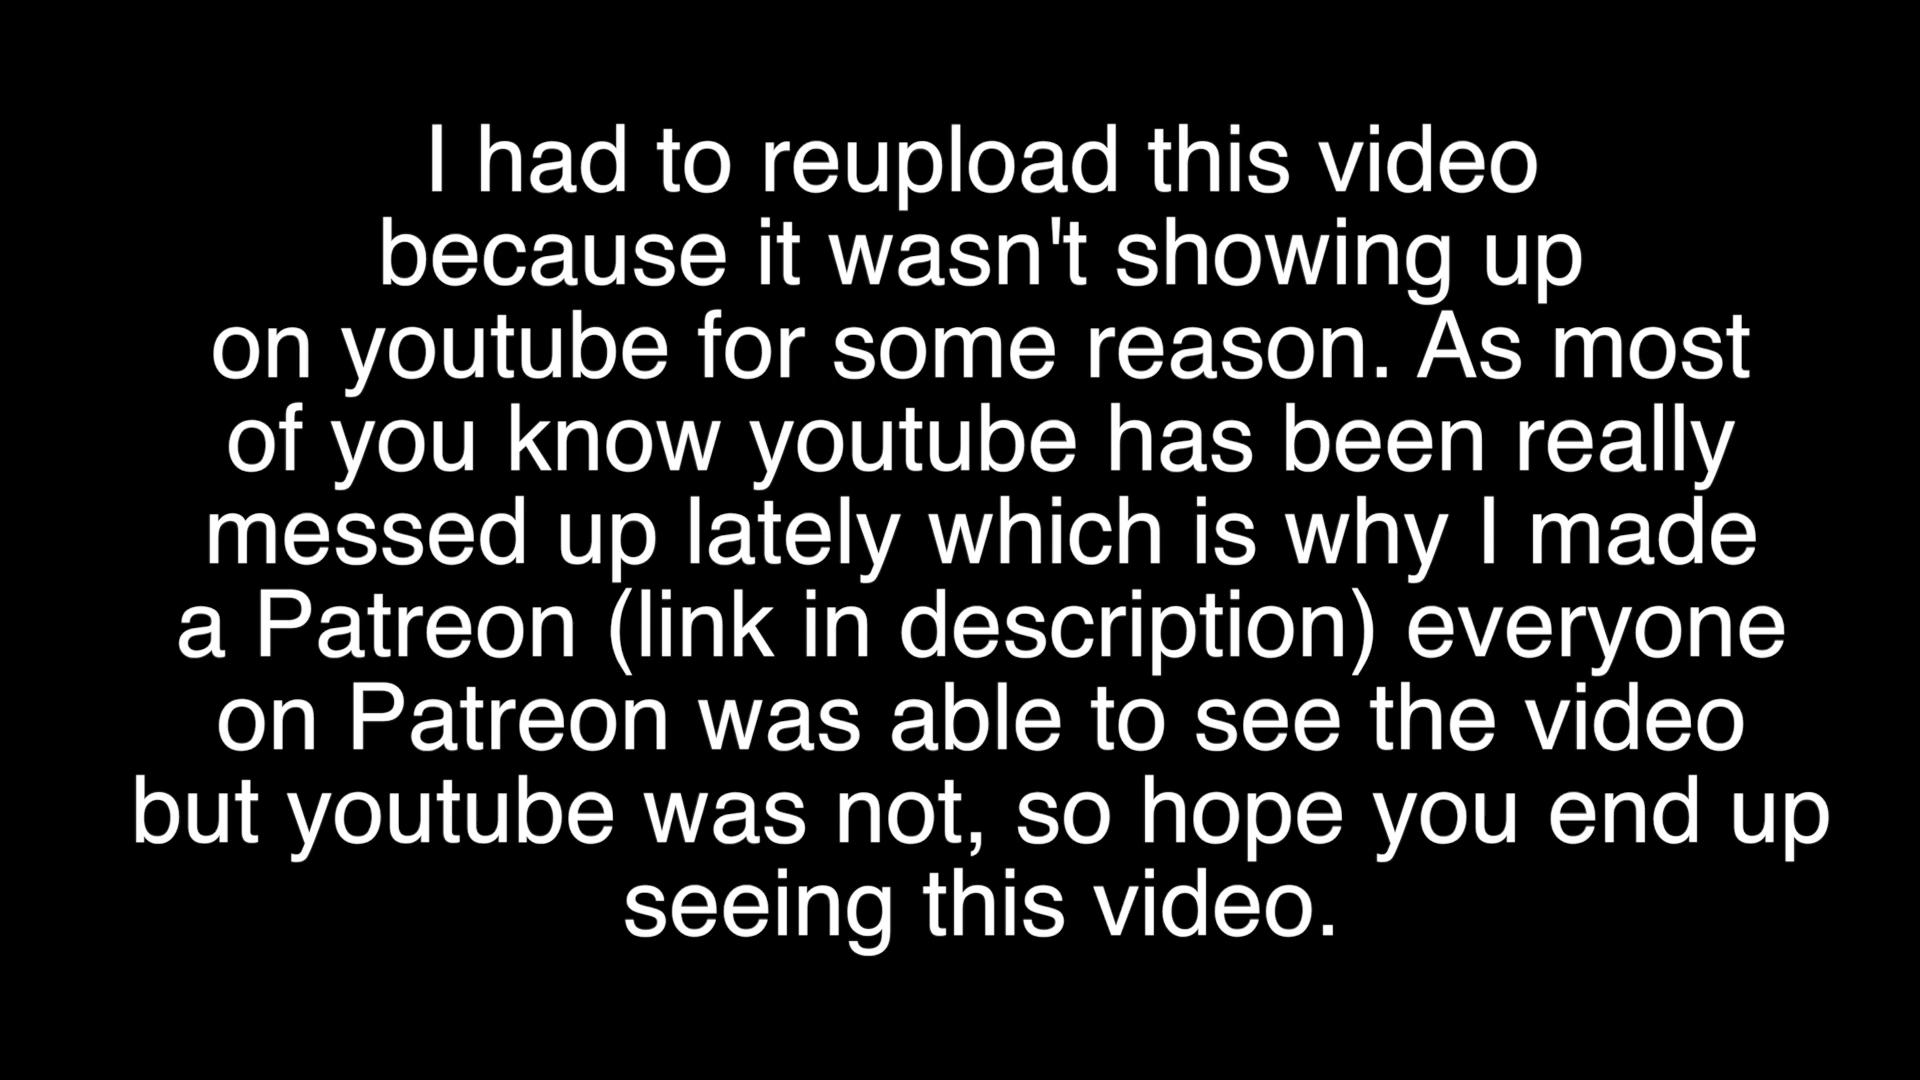 I had to reupload this video
because it wasn't showing up
on youtube for some reason. As most
of you know youtube has been really
messed up lately which is why I made
a Patreon (link in description) everyone
on Patreon was able to see the video
but youtube was not, so hope you end up
seeing this video.